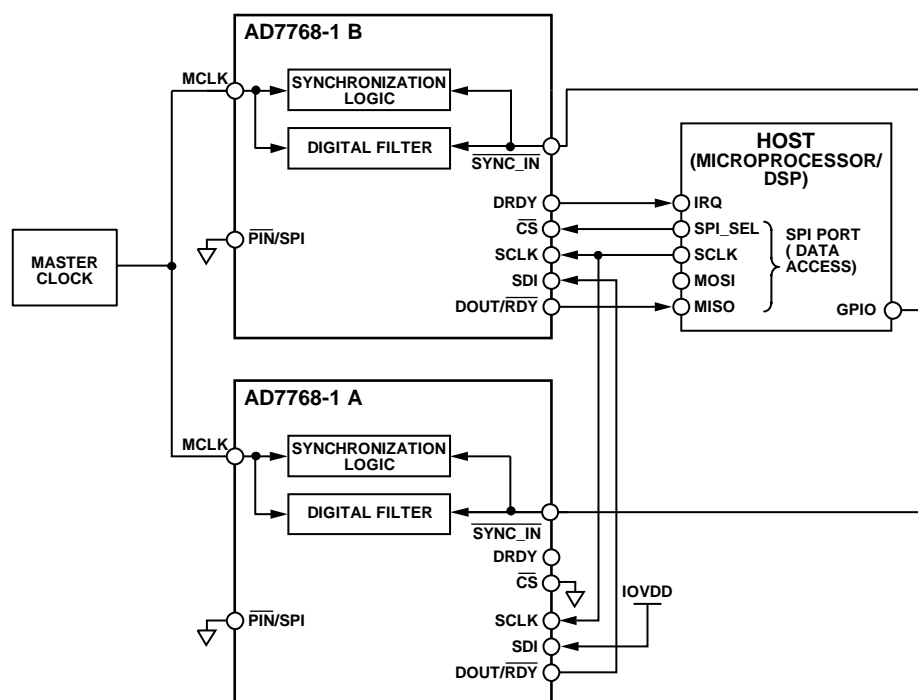 AD7768-1 B
MCLK
SYNCHRONIZATION
LOGIC
DIGITAL FILTER
SYNC_IN
DRDY
CS
SCLK
SDI
DOUT/RDY
PIN/SPI
MASTER
CLOCK
HOST
(MICROPROCESSOR/
DSP)
IRQ
SPI_SEL
SCLK
MOSI
MISO
SPI PORT
( DATA
ACCESS)
GPIO
AD7768-1 A
MCLK
SYNCHRONIZATION
LOGIC
DIGITAL FILTER
SYNC_IN
DRDY
CS
IOVDD
PIN/SPI
SCLK
SDI
DOUT/RDY